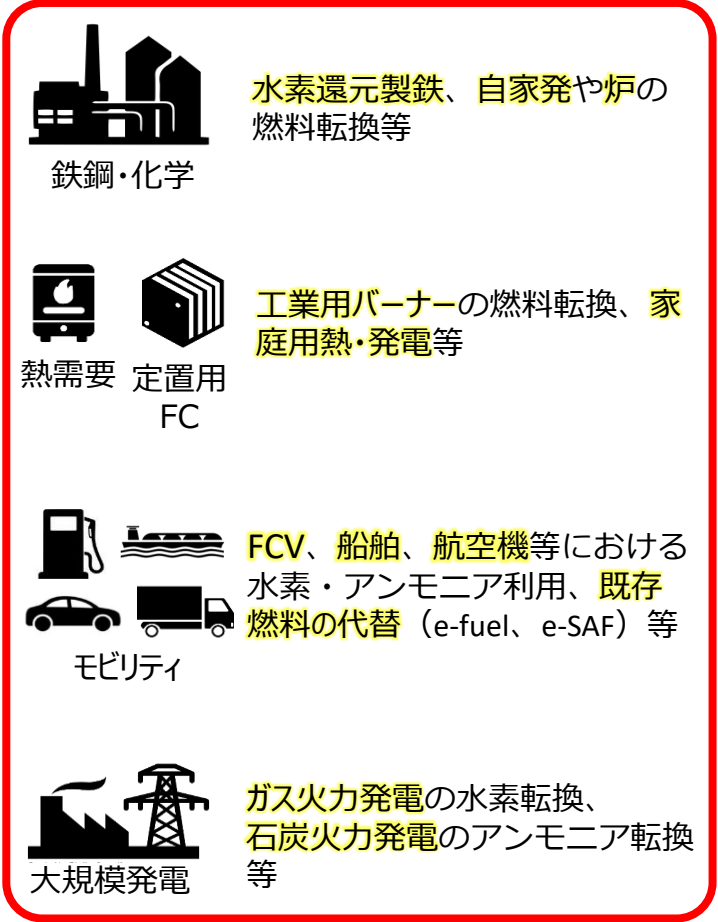 水素還元製鉄、自家発や炉の
燃料転換等
鉄鋼・化学
工業用バーナーの燃料転換、家
庭用熱・発電等
熱需要
定置用
FC
FCV、船舶、航空機等における
水素・アンモニア利用、既存
燃料の代替（e-fuel、e-SAF）等
モビリティ
ガス火力発電の水素転換、
石炭火力発電のアンモニア転換
等
大規模発電